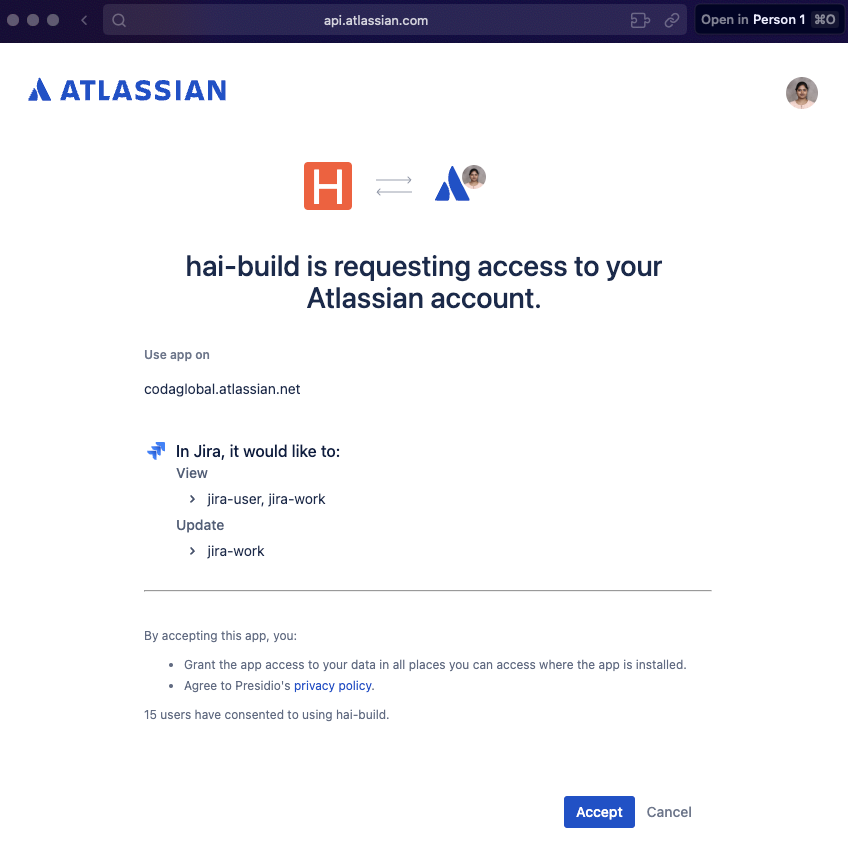 api.atlassian.com
Open in Person 1 ⌘O
ATLASSIAN
H
hai-build is requesting access to your
Atlassian account.
Use app on
codaglobal.atlassian.net
In Jira, it would like to:
View
jira-user, jira-work
Update
jira-work
By accepting this app, you:
• Grant the app access to your data in all places you can access where the app is installed.
• Agree to Presidio's privacy policy.
15 users have consented to using hai-build.
Accept Cancel